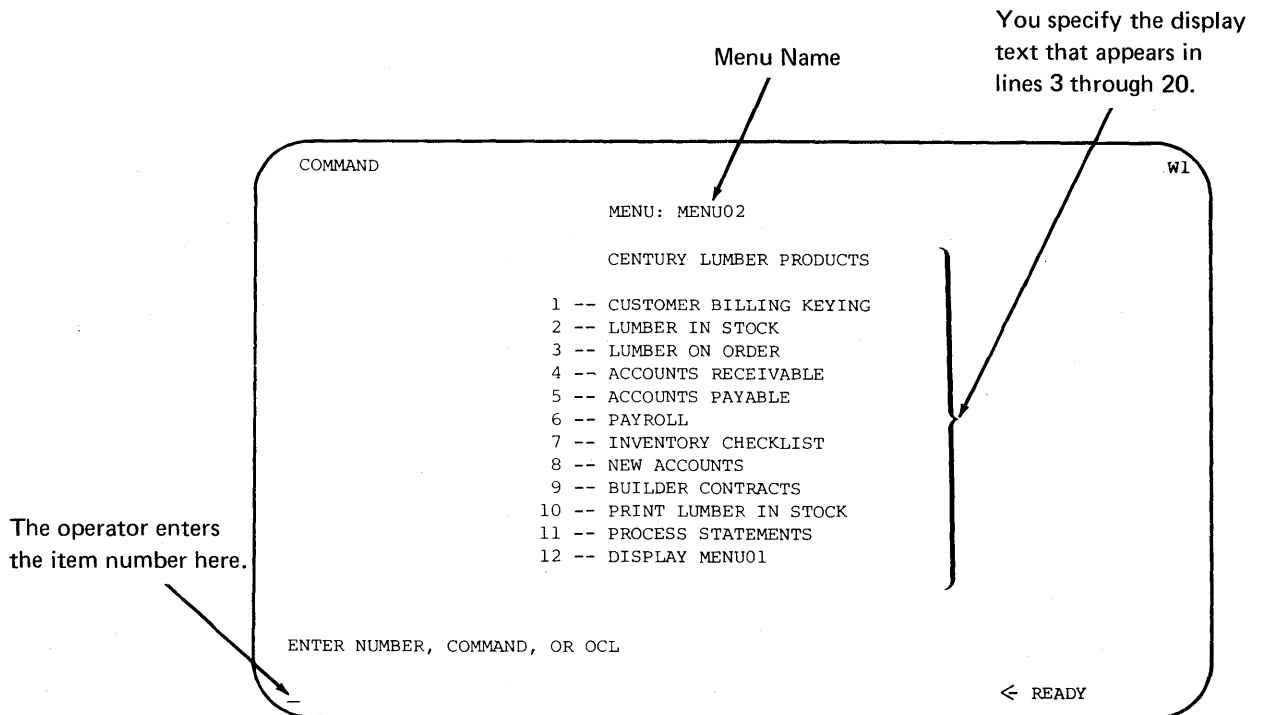 You specify the display
text that appears in
lines 3 through 20.
Menu Name
COMMAND W1
MENU: MENU02
CENTURY LUMBER PRODUCTS
1 -- CUSTOMER BILLING KEYING
2 -- LUMBER IN STOCK
3 -- LUMBER ON ORDER
4 -- ACCOUNTS RECEIVABLE
5 -- ACCOUNTS PAYABLE
6 -- PAYROLL
7 -- INVENTORY CHECKLIST
8 -- NEW ACCOUNTS
9 -- BUILDER CONTRACTS
10 -- PRINT LUMBER IN STOCK
11 -- PROCESS STATEMENTS
12 -- DISPLAY MENU01
The operator enters
the item number here.
ENTER NUMBER, COMMAND, OR OCL
_ ← READY